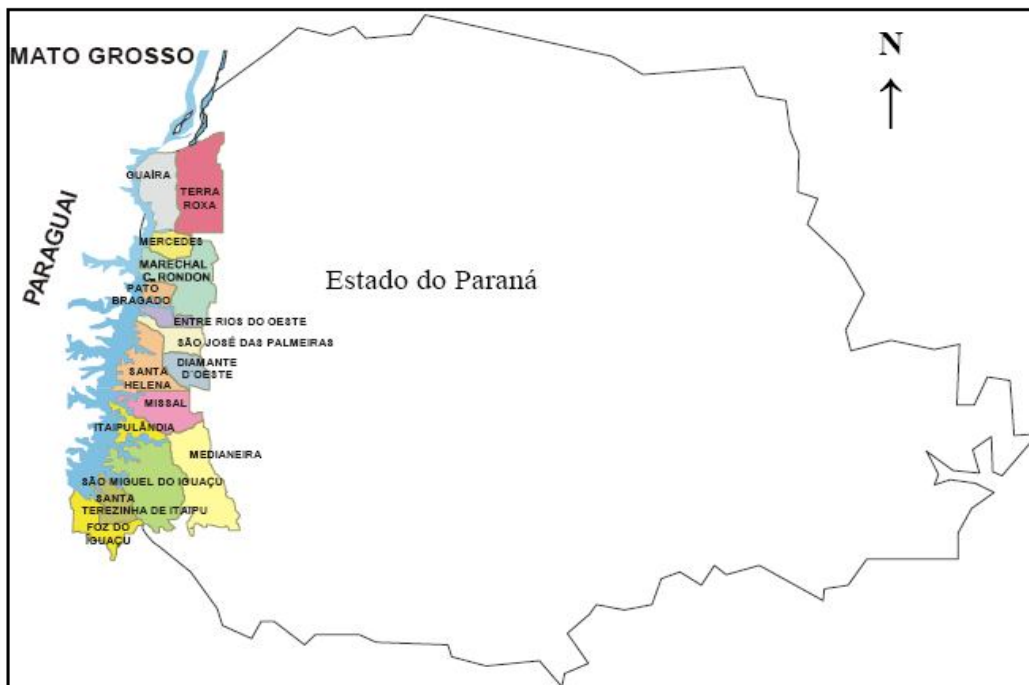 MATO GROSSO
N
PARAGUAI
GUAÍRA
TERRA
ROXA
MERCEDES
MARECHAL
C. RONDON
PATO
BRAGADO
Estado do Paraná
ENTRE RIOS DO OESTE
SÃO JOSÉ DAS PALMEIRAS
DIAMANTE
D'OESTE
SANTA
HELENA
MISSAL
ITAIPULÂNDIA
MEDIANEIRA
SÃO MIGUEL DO IGUAÇU
SANTA
TEREZINHA DE ITAIPU
FOZ DO
IGUAÇU